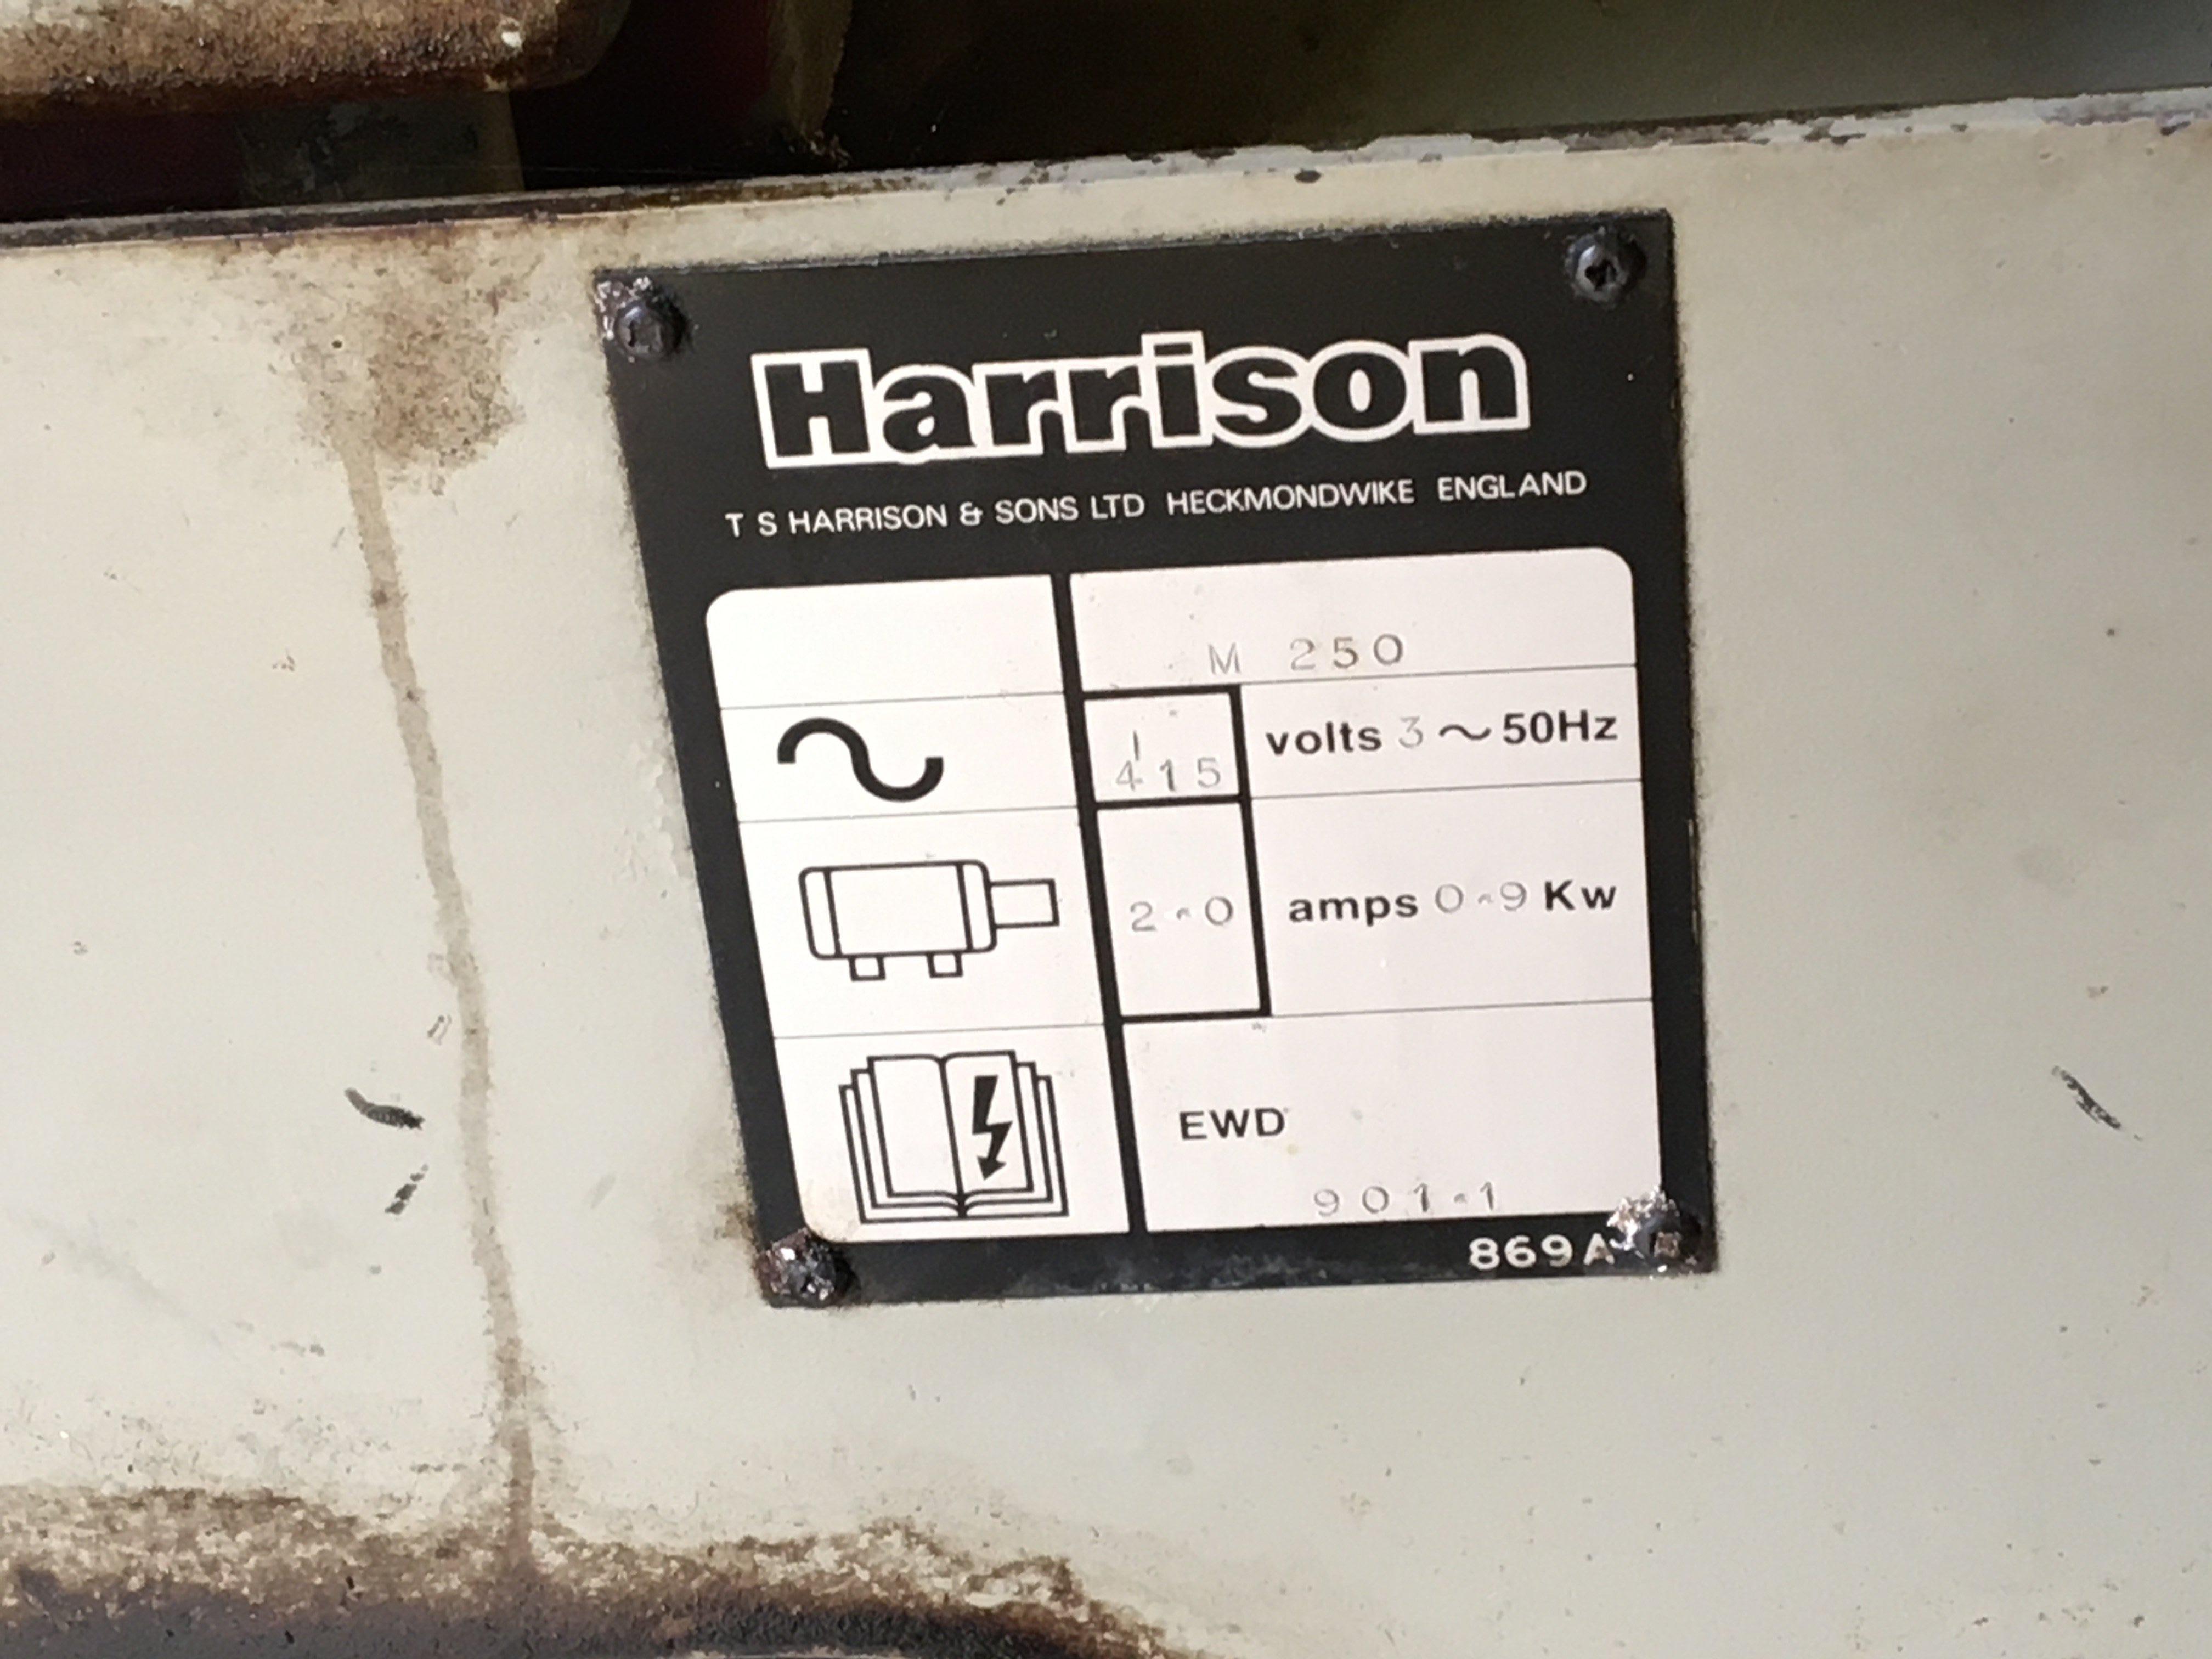 Harrison
T S HARRISON & SONS LTD HECKMONDWIKE ENGLAND
M 250
415 volts 3~50Hz
2.0 amps 0.9 Kw
EWD
901.1
869A